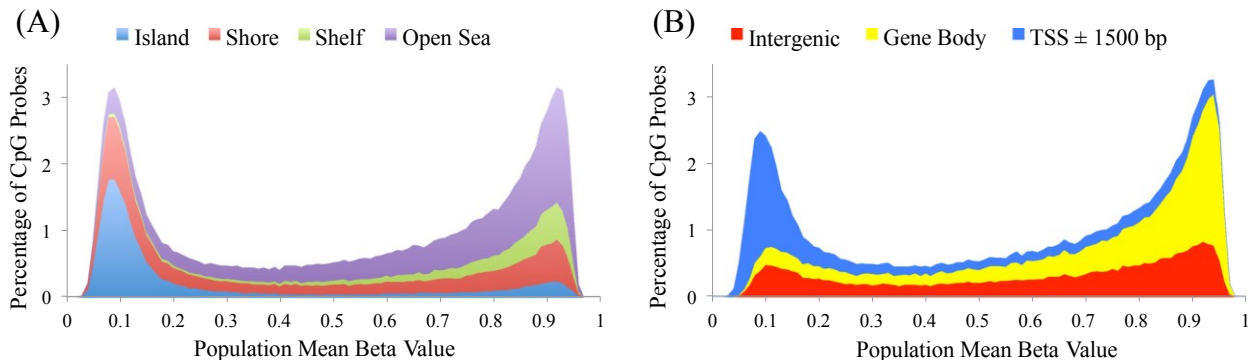 (A)
Island Shore Shelf Open Sea
Percentage of CpG Probes
3
2
1
0
0 0.1 0.2 0.3 0.4 0.5 0.6 0.7 0.8 0.9 1
Population Mean Beta Value
(B)
Intergenic Gene Body TSS ± 1500 bp
Percentage of CpG Probes
3
2
1
0
0 0.1 0.2 0.3 0.4 0.5 0.6 0.7 0.8 0.9 1
Population Mean Beta Value